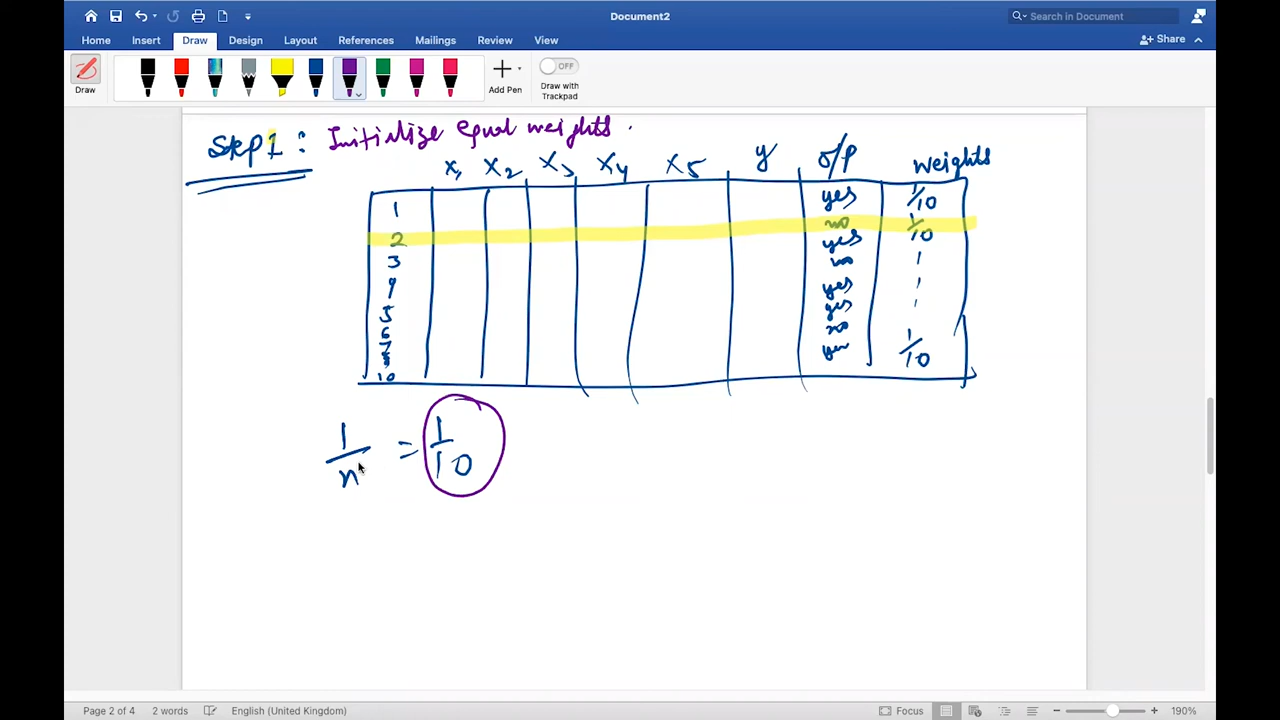 Document2
Search in Document
Home Insert Draw Design Layout References Mailings Review View
Share
Draw
Add Pen
OFF
Draw with
Trackpad
Step 1 : Initialize equal weights .
x1 x2 x3 x4 x5 y o/p weights
1 yes 1/10
2 no 1/10
3 yes
4 no
5 yes
6 yes
7 no
8 yes 1/10
10
1/n = 1/10
Page 2 of 4 2 words English (United Kingdom) Focus 190%